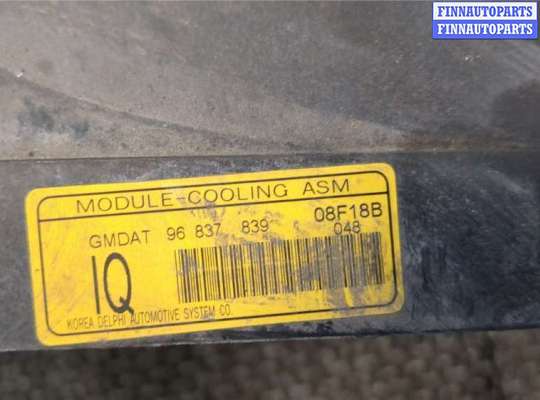 FINNAUTOPARTS
FINNAUTOPARTS
MODULE-COOLING ASM
GMDAT 96 837 839 08F18B
048
IQ
KOREA DELPHI AUTOMOTIVE SYSTEM CO.